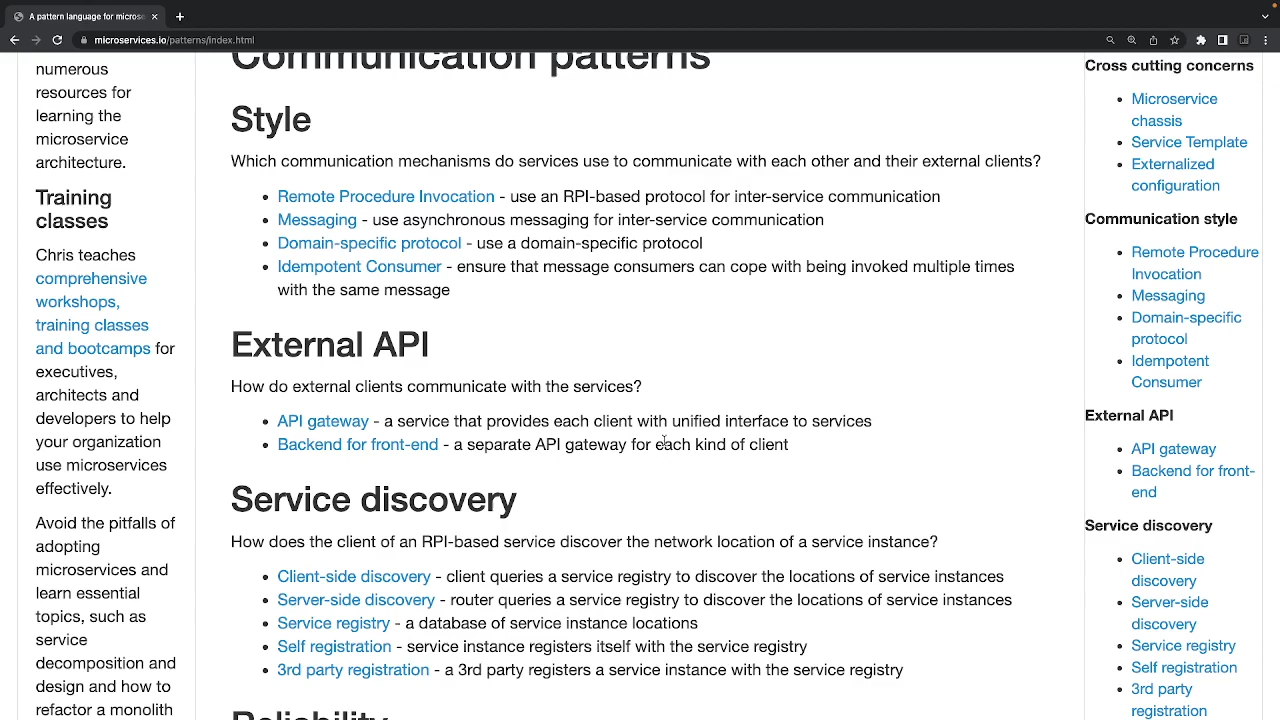 A pattern language for micros
microservices.io/patterns/index.html
numerous
resources for
learning the
microservice
architecture.
Training
classes
Chris teaches
comprehensive
workshops,
training classes
and bootcamps for
executives,
architects and
developers to help
your organization
use microservices
effectively.
Avoid the pitfalls of
adopting
microservices and
learn essential
topics, such as
service
decomposition and
design and how to
refactor a monolith
Communication patterns
Style
Which communication mechanisms do services use to communicate with each other and their external clients?
• Remote Procedure Invocation - use an RPI-based protocol for inter-service communication
• Messaging - use asynchronous messaging for inter-service communication
• Domain-specific protocol - use a domain-specific protocol
• Idempotent Consumer - ensure that message consumers can cope with being invoked multiple times
with the same message
External API
How do external clients communicate with the services?
• API gateway - a service that provides each client with unified interface to services
• Backend for front-end - a separate API gateway for each kind of client
Service discovery
How does the client of an RPI-based service discover the network location of a service instance?
• Client-side discovery - client queries a service registry to discover the locations of service instances
• Server-side discovery - router queries a service registry to discover the locations of service instances
• Service registry - a database of service instance locations
• Self registration - service instance registers itself with the service registry
• 3rd party registration - a 3rd party registers a service instance with the service registry
Reliability
Cross cutting concerns
• Microservice
chassis
• Service Template
• Externalized
configuration
Communication style
• Remote Procedure
Invocation
• Messaging
• Domain-specific
protocol
• Idempotent
Consumer
External API
• API gateway
• Backend for front-
end
Service discovery
• Client-side
discovery
• Server-side
discovery
• Service registry
• Self registration
• 3rd party
registration